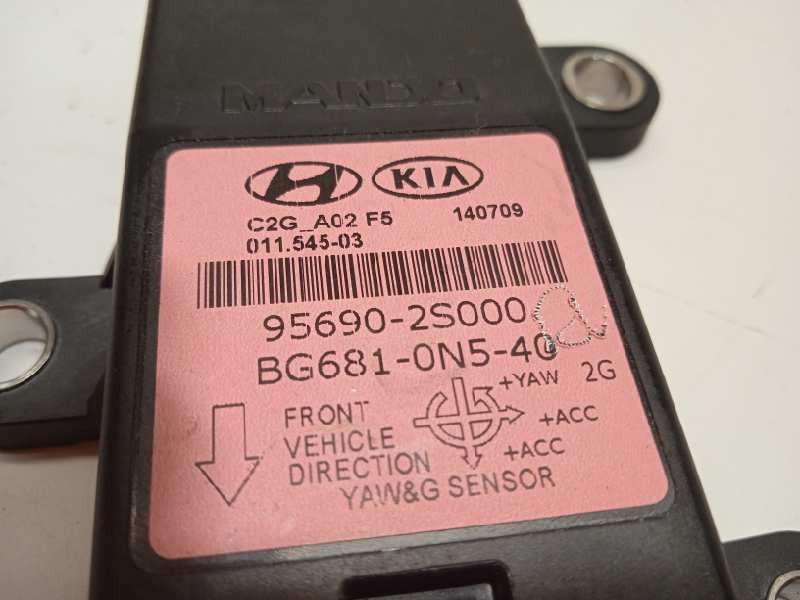 MANDO
KIA
C2G_A02 F5 140709
011.545-03
95690-2S000
BG681-0N5-40
+YAW 2G
FRONT
VEHICLE
DIRECTION
+ACC
+ACC
YAW&G SENSOR